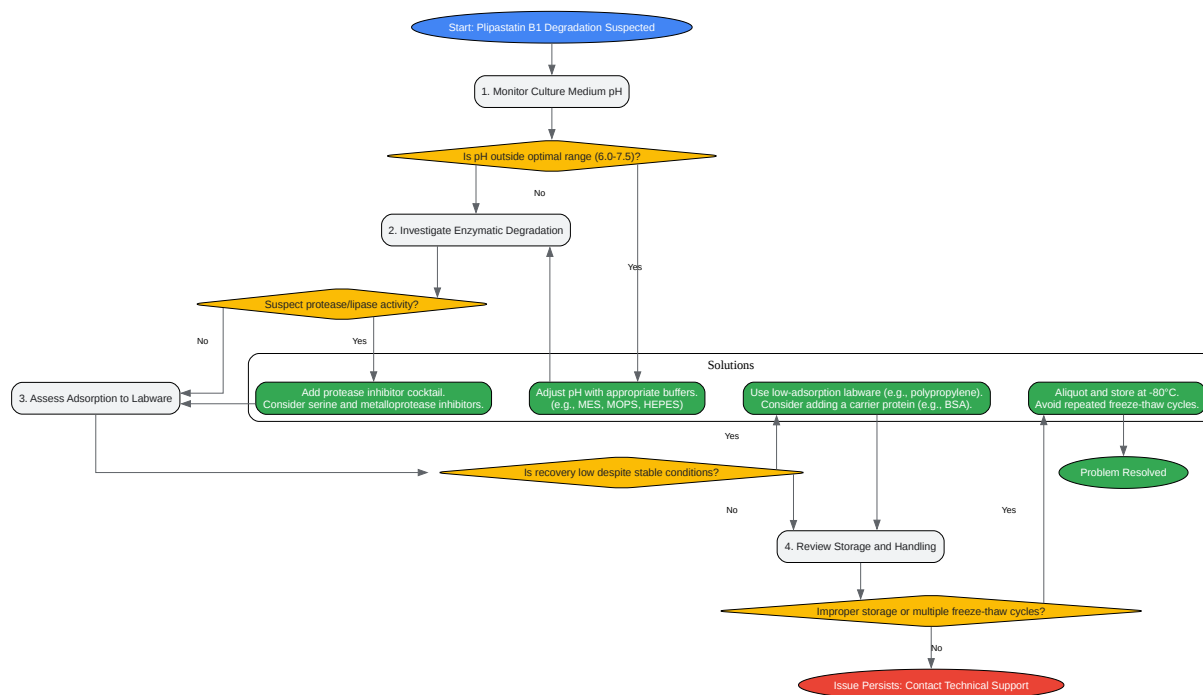 Start: Plipastatin B1 Degradation Suspected
1. Monitor Culture Medium pH
Is pH outside optimal range (6.0-7.5)?
No
2. Investigate Enzymatic Degradation
Yes
Suspect protease/lipase activity?
No
Yes
Solutions
3. Assess Adsorption to Labware
Add protease inhibitor cocktail.
Consider serine and metalloprotease inhibitors.
Adjust pH with appropriate buffers.
(e.g., MES, MOPS, HEPES)
Use low-adsorption labware (e.g., polypropylene).
Consider adding a carrier protein (e.g., BSA).
Aliquot and store at -80°C.
Avoid repeated freeze-thaw cycles.
Yes
Is recovery low despite stable conditions?
Problem Resolved
No
Yes
4. Review Storage and Handling
Improper storage or multiple freeze-thaw cycles?
No
Issue Persists: Contact Technical Support